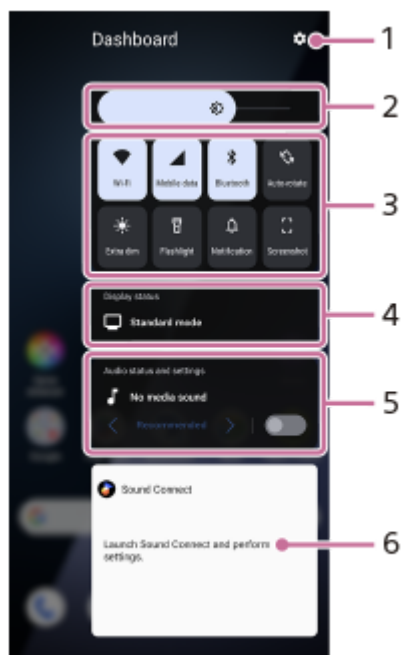 Dashboard
1
2
Wi-Fi
Mobile data
Bluetooth
Auto-rotate
3
Extra dim
Flashlight
Notification
Screenshot
Display status
Standard mode
4
Audio status and settings
No media sound
5
Recommended
Sound Connect
Launch Sound Connect and perform
settings.
6